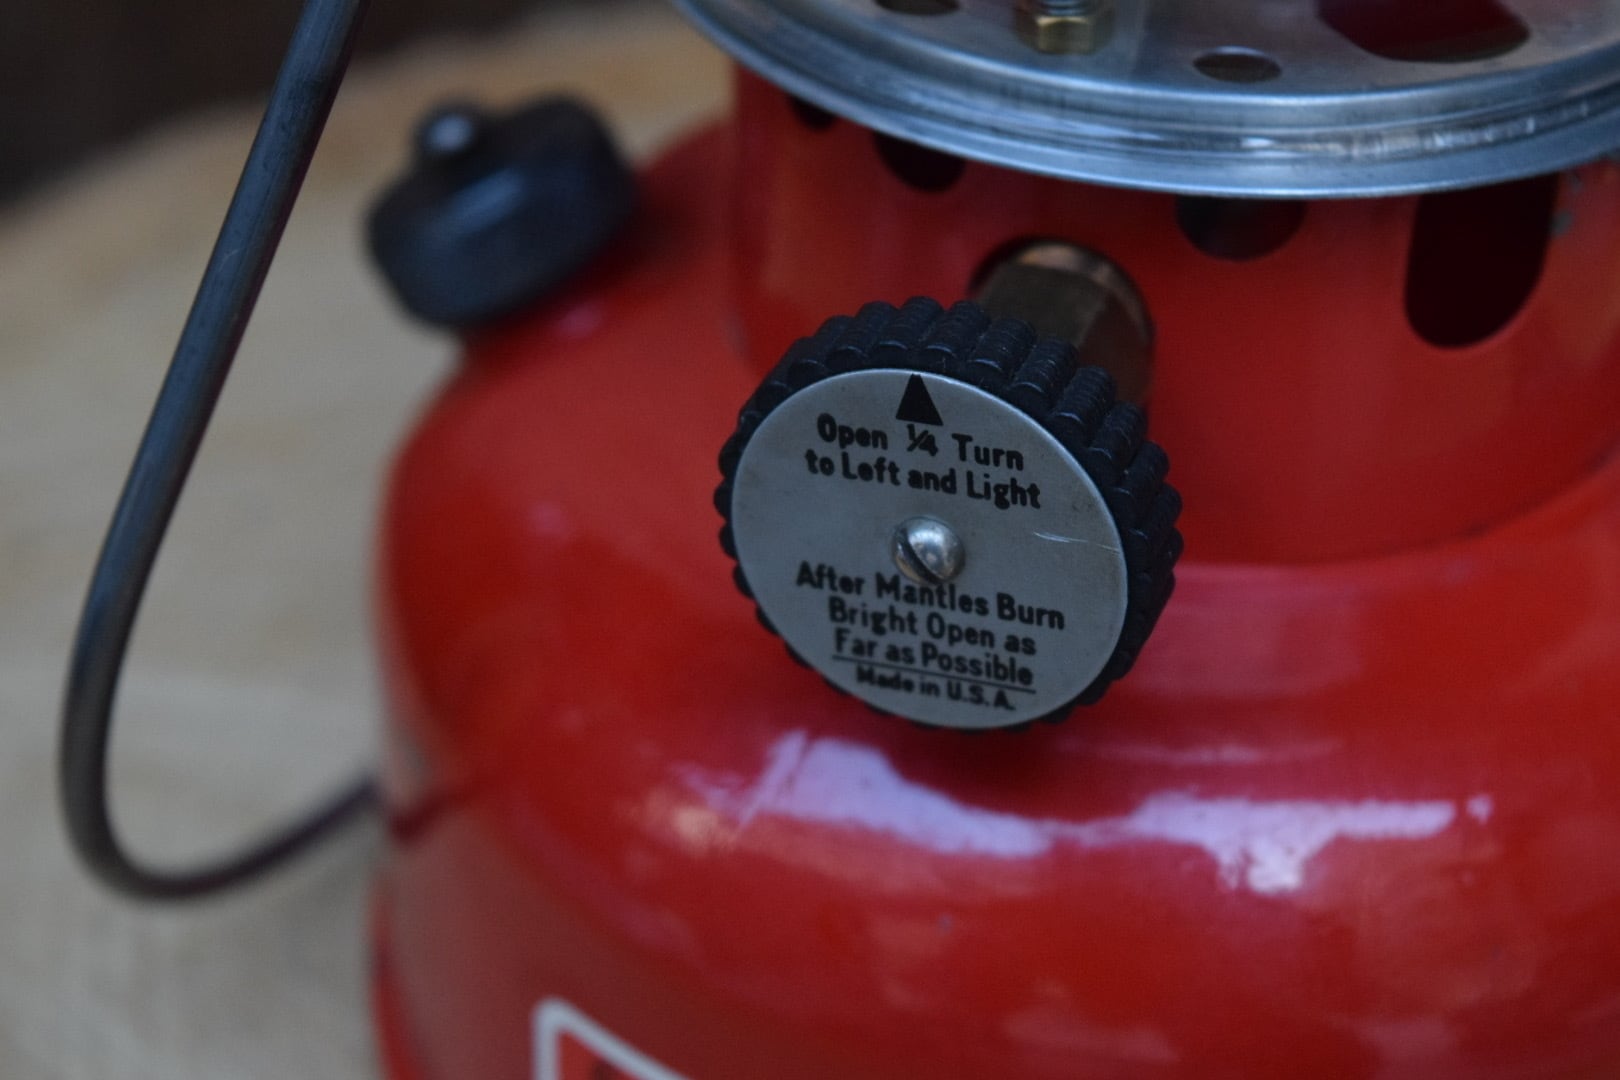 Open ¼ Turn
to Left and Light
After Mantles Burn
Bright Open as
Far as Possible
Made in U.S.A.